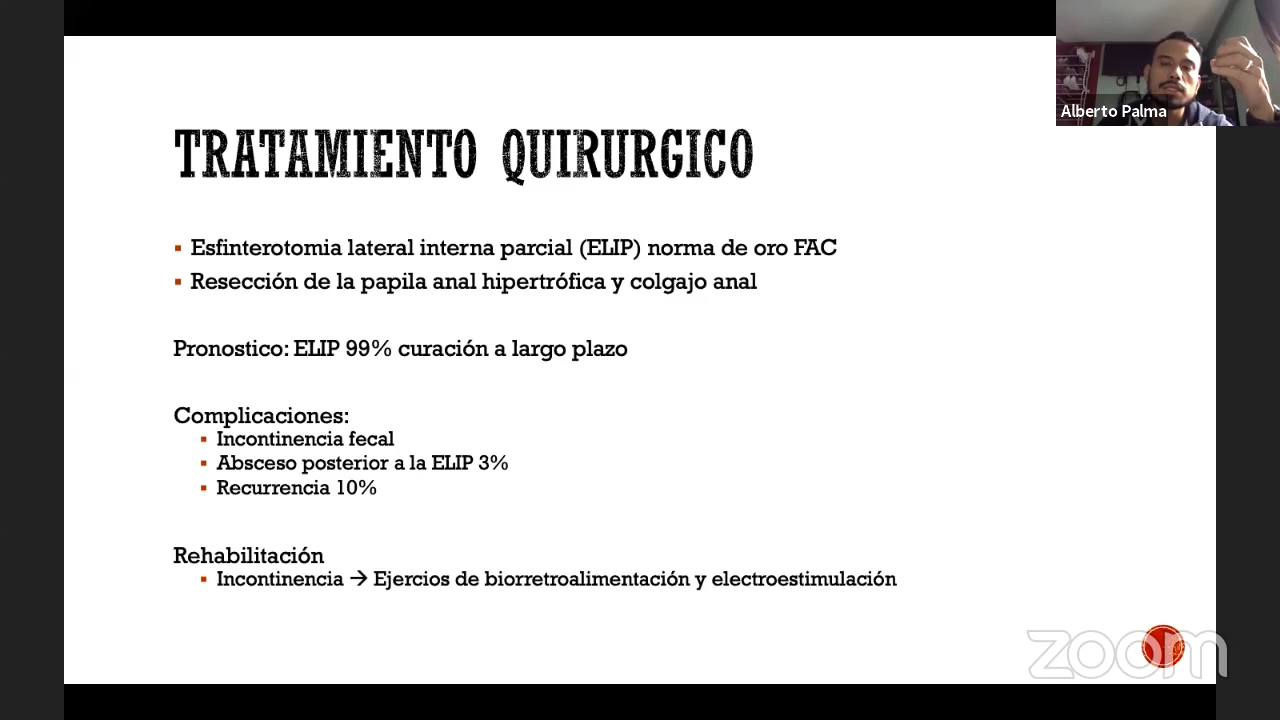 Alberto Palma
TRATAMIENTO QUIRURGICO
▪ Esfinterotomia lateral interna parcial (ELIP) norma de oro FAC
▪ Resección de la papila anal hipertrófica y colgajo anal
Pronostico: ELIP 99% curación a largo plazo
Complicaciones:
▪ Incontinencia fecal
▪ Absceso posterior a la ELIP 3%
▪ Recurrencia 10%
Rehabilitación
▪ Incontinencia → Ejercios de biorretroalimentación y electroestimulación
zoom